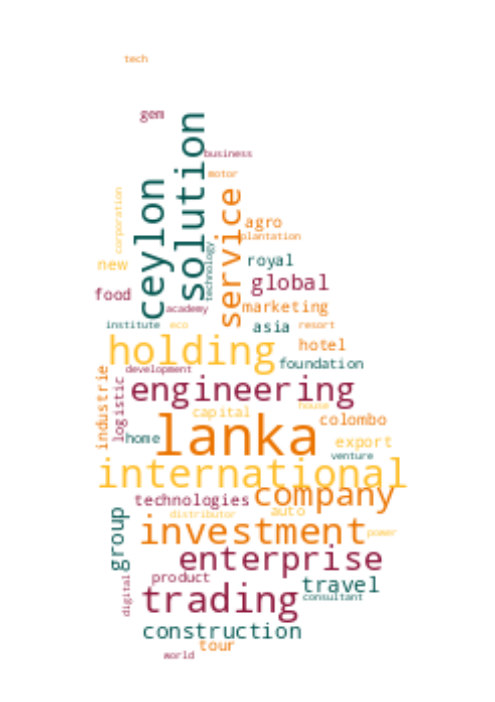 tech
gem
solution
business
motor
ceylon
corporation
service
agro
plantation
technology
royal
new
global
food
academy
marketing
institute
eco
asia
resort
holding
hotel
foundation
development
engineering
industrie
logistic
capital
house
lanka
colombo
home
export
venture
international
company
technologies
distributor
auto
group
investment
power
enterprise
product
digital
travel
trading
consultant
construction
tour
world